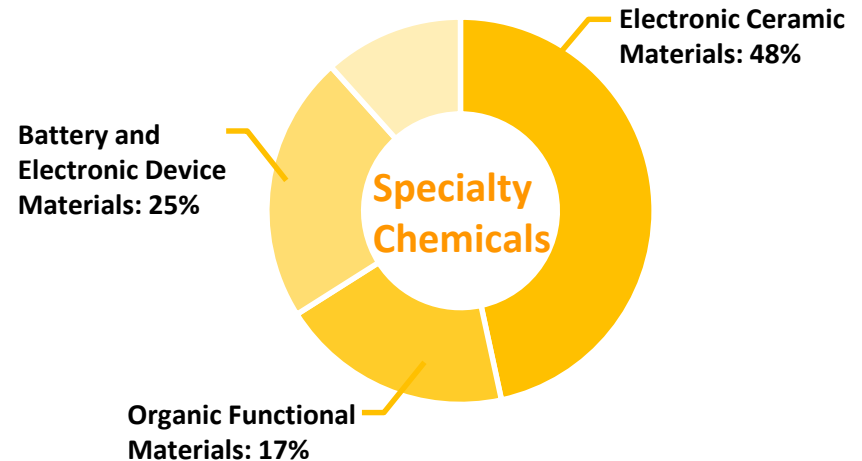 Electronic Ceramic
Materials: 48%
Battery and
Electronic Device
Materials: 25%
Specialty
Chemicals
Organic Functional
Materials: 17%